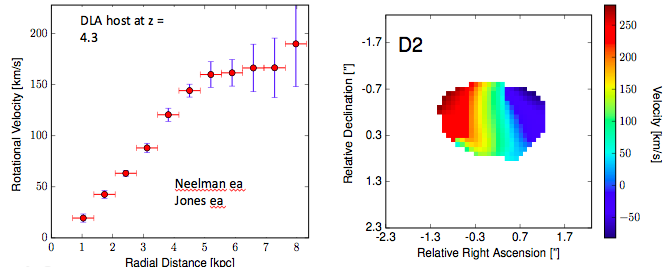 DLA host at z =
4.3
200
150
100
50
0
Rotational Velocity [km/s]
Neelman ea
Jones ea
0 1 2 3 4 5 6 7 8
Radial Distance [kpc]
D2
-1.7
-0.7
0.3
1.3
2.3
Relative Declination ["]
-2.3 -1.3 -0.3 0.7 1.7
Relative Right Ascension ["]
250
200
150
100
50
0
−50
Velocity [km/s]